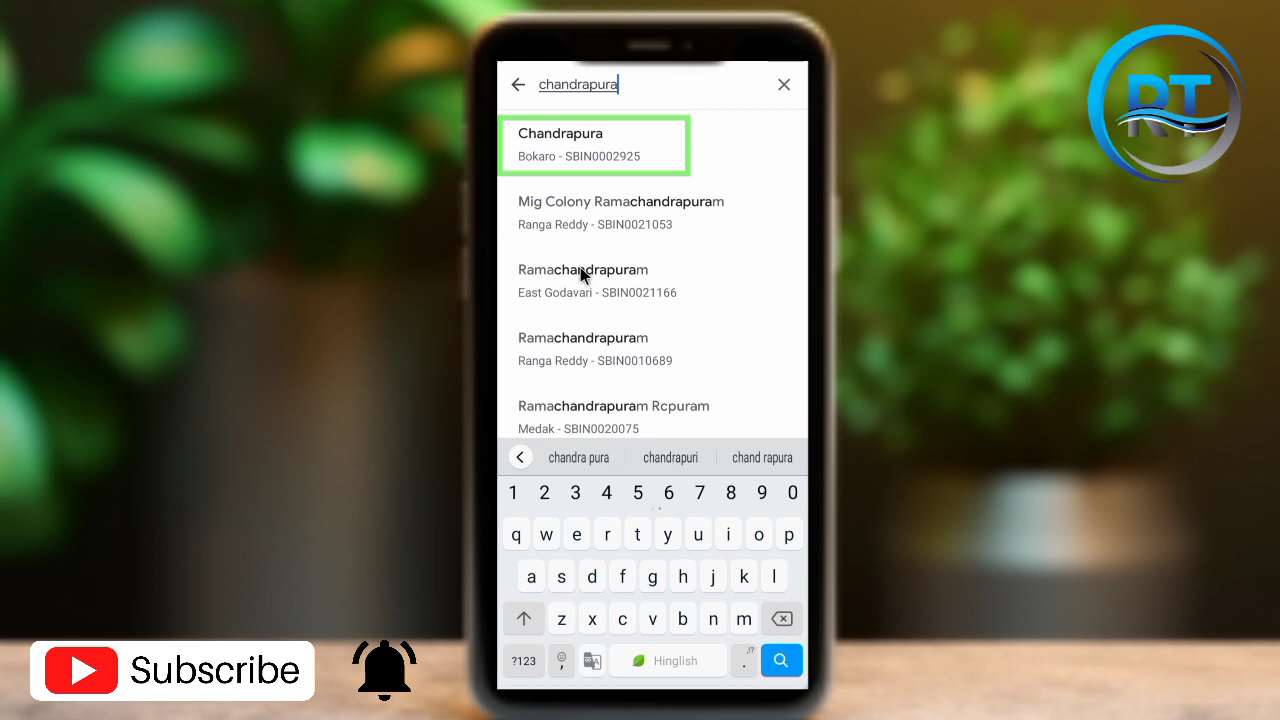 chandrapura
RT
Chandrapura
Bokaro - SBIN0002925
Mig Colony Ramachandrapuram
Ranga Reddy - SBIN0021053
Ramachandrapuram
East Godavari - SBIN0021166
Ramachandrapuram
Ranga Reddy - SBIN0010689
Ramachandrapuram Rcpuram
Medak - SBIN0020075
chandra pura chandrapuri chand rapura
1 2 3 4 5 6 7 8 9 0
q w e r t y u i o p
a s d f g h j k l
z x c v b n m
?123 , Hinglish . ,!?
Subscribe